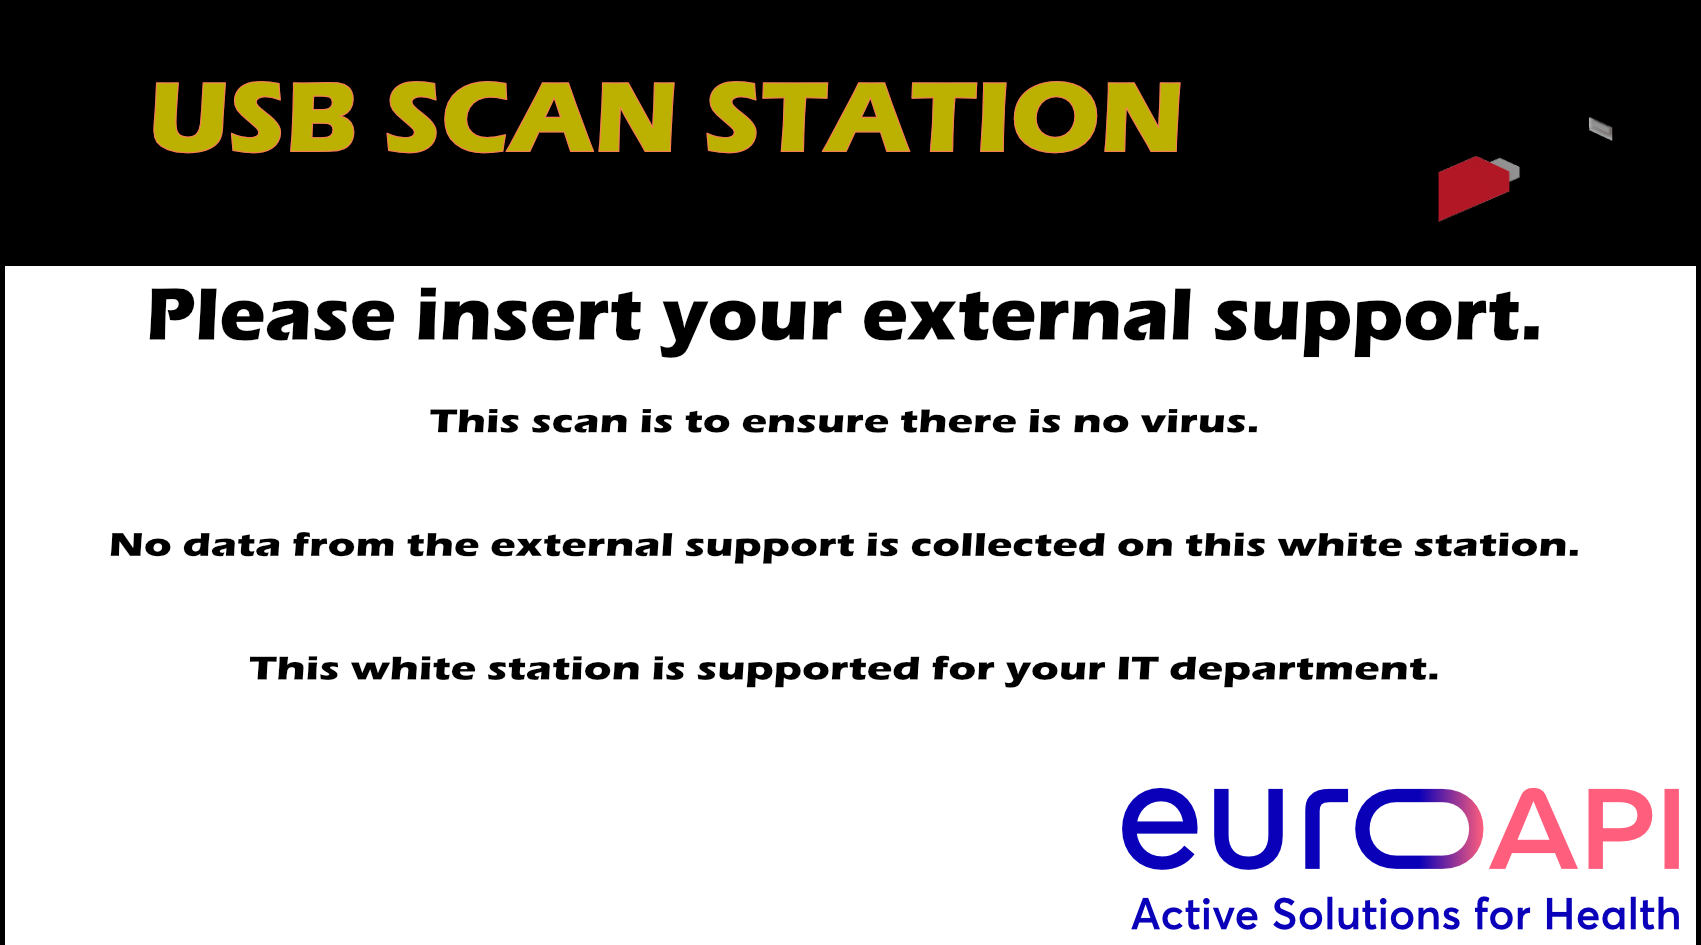 USB SCAN STATION
Please insert your external support.
This scan is to ensure there is no virus.
No data from the external support is collected on this white station.
This white station is supported for your IT department.
euroAPI
Active Solutions for Health